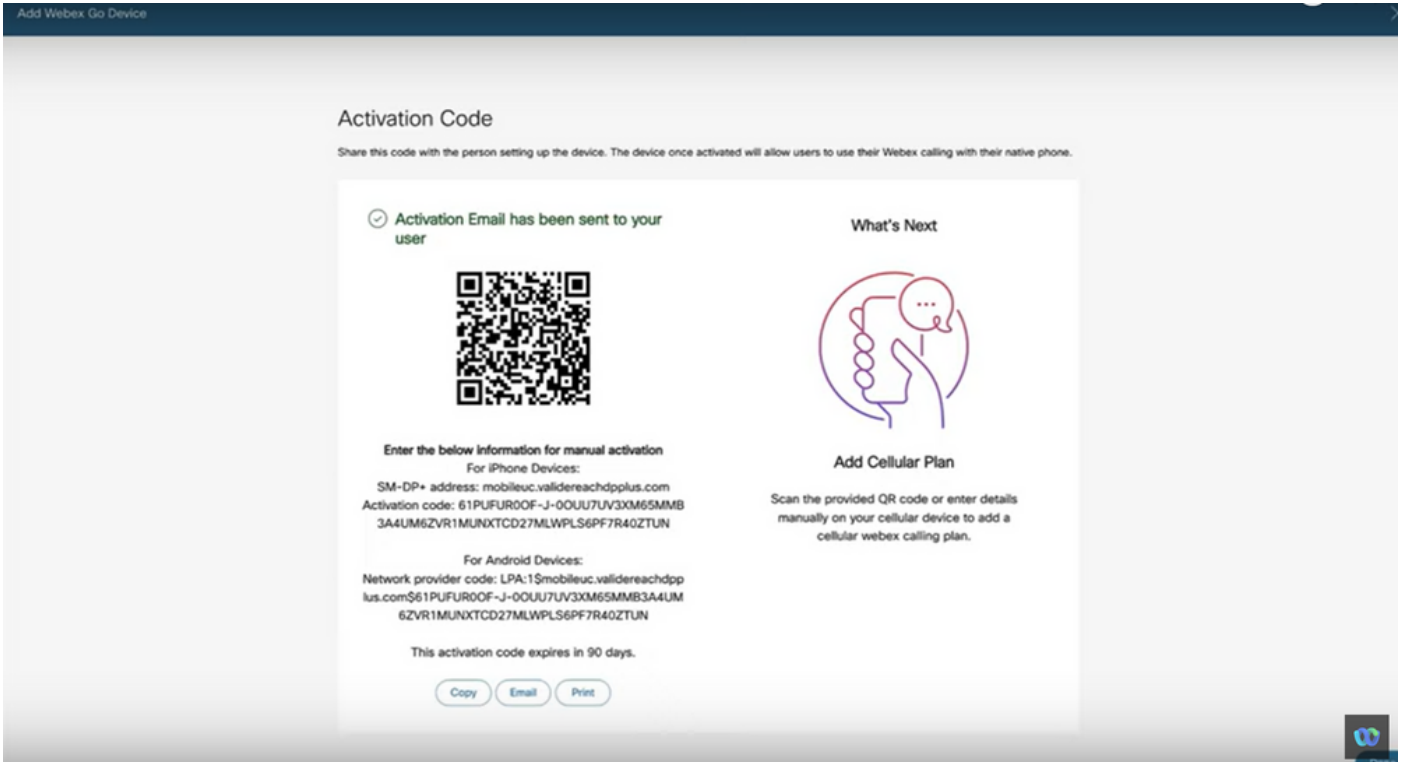 Add Webex Go Device
Activation Code
Share this code with the person setting up the device. The device once activated will allow users to use their Webex calling with their native phone.
Activation Email has been sent to your
user
Enter the below information for manual activation
For iPhone Devices:
SM-DP+ address: mobileuc.validereachdpplus.com
Activation code: 61PUFUR0OF-J-0OUU7UV3XM65MMB
3A4UM6ZVR1MUNXTCD27MLWPLS6PF7R40ZTUN
For Android Devices:
Network provider code: LPA:1$mobileuc.validereachdpp
lus.com$61PUFUR0OF-J-0OUU7UV3XM65MMB3A4UM
6ZVR1MUNXTCD27MLWPLS6PF7R40ZTUN
This activation code expires in 90 days.
Copy
Email
Print
What's Next
Add Cellular Plan
Scan the provided QR code or enter details
manually on your cellular device to add a
cellular webex calling plan.